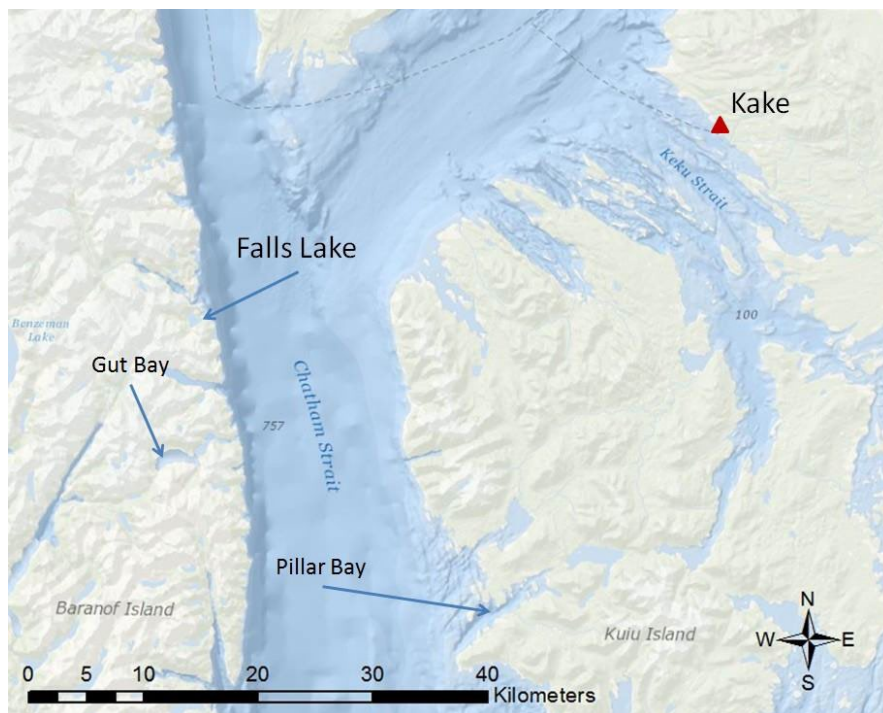 Kake
Keku Strait
Falls Lake
Benzeman
Lake
100
Gut Bay
Chatham Strait
757
Pillar Bay
Baranof Island
Kuiu Island
N
W E
S
0 5 10 20 30 40
Kilometers